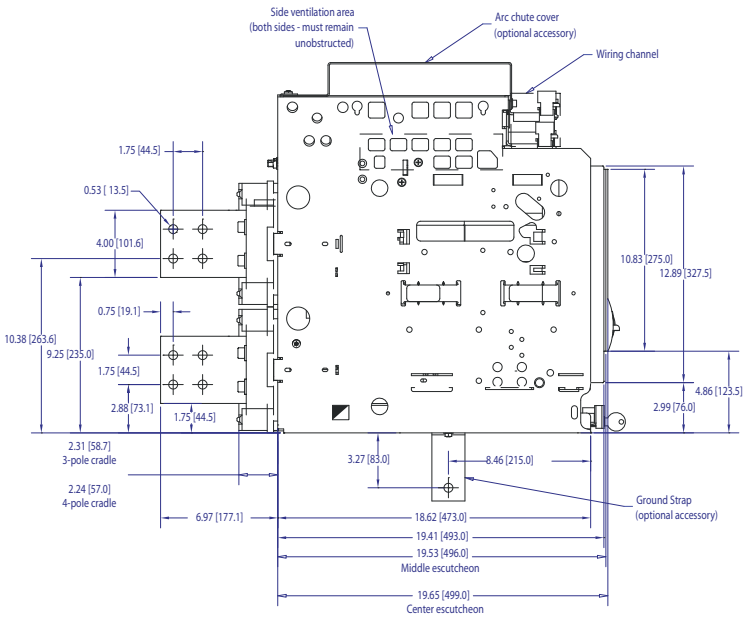 Side ventilation area
(both sides - must remain
unobstructed)
Arc chute cover
(optional accessory)
Wiring channel
1.75 [44.5]
0.53 [ 13.5]
4.00 [101.6]
10.83 [275.0]
12.89 [327.5]
0.75 [19.1]
10.38 [263.6]
9.25 [235.0]
1.75 [44.5]
4.86 [123.5]
2.88 [73.1]
1.75 [44.5]
2.99 [76.0]
2.31 [58.7]
3-pole cradle
3.27 [83.0]
8.46 [215.0]
2.24 [57.0]
4-pole cradle
Ground Strap
(optional accessory)
6.97 [177.1]
18.62 [473.0]
19.41 [493.0]
19.53 [496.0]
Middle escutcheon
19.65 [499.0]
Center escutcheon